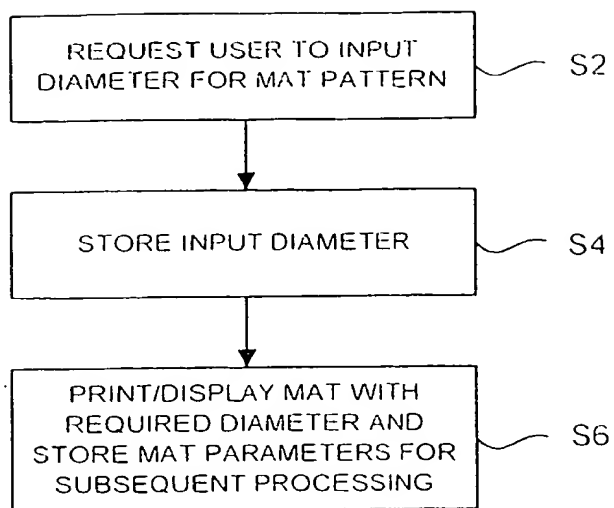 REQUEST USER TO INPUT
DIAMETER FOR MAT PATTERN
S2
STORE INPUT DIAMETER
S4
PRINT/DISPLAY MAT WITH
REQUIRED DIAMETER AND
STORE MAT PARAMETERS FOR
SUBSEQUENT PROCESSING
S6